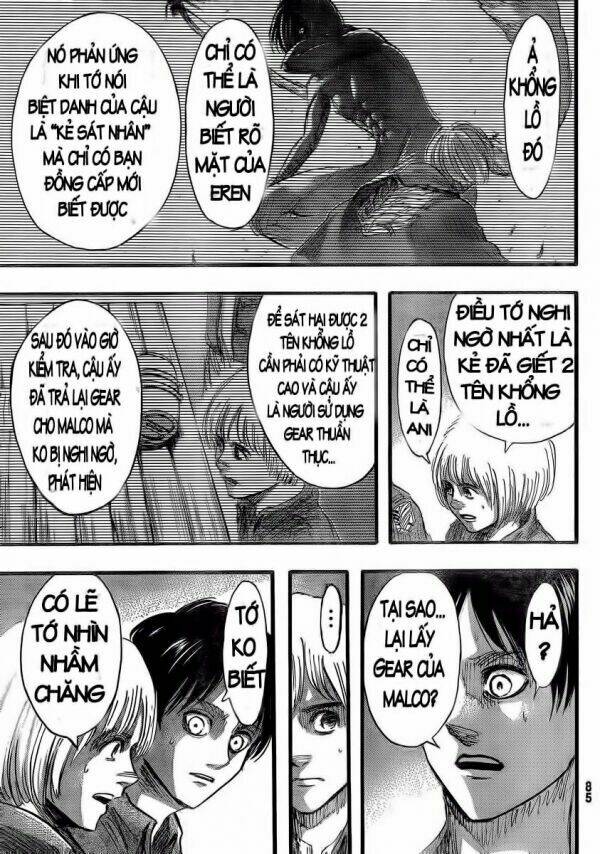 Ả
KHỔNG
LỒ
ĐÓ
CHỈ CÓ
THỂ LÀ
NGƯỜI
BIẾT RÕ
MẶT CỦA
EREN
NÓ PHẢN ỨNG
KHI TỚ NÓI
BIỆT DANH CỦA CẬU
LÀ "KẺ SÁT NHÂN"
MÀ CHỈ CÓ BẠN
ĐỒNG CẤP MỚI
BIẾT ĐƯỢC
ĐIỀU TỚ NGHI
NGỜ NHẤT LÀ
KẺ ĐÃ GIẾT 2
TÊN KHỔNG
LỒ...
CHỈ
CÓ
THỂ
LÀ ANI
ĐỂ SÁT HẠI ĐƯỢC 2
TÊN KHỔNG LỒ
CẦN PHẢI CÓ KỸ THUẬT
CAO VÀ CẬU ẤY
LÀ NGƯỜI SỬ DỤNG
GEAR THUẦN
THỤC...
SAU ĐÓ VÀO GIỜ
KIỂM TRA, CẬU ẤY
ĐÃ TRẢ LẠI GEAR
CHO MALCO MÀ
KO BỊ NGHI NGỜ,
PHÁT HIỆN
HẢ
?
TẠI SAO...
LẠI LẤY
GEAR CỦA
MALCO?
...
TỚ
KO
BIẾT
CÓ LẼ
TỚ NHÌN
NHẦM
CHĂNG
85